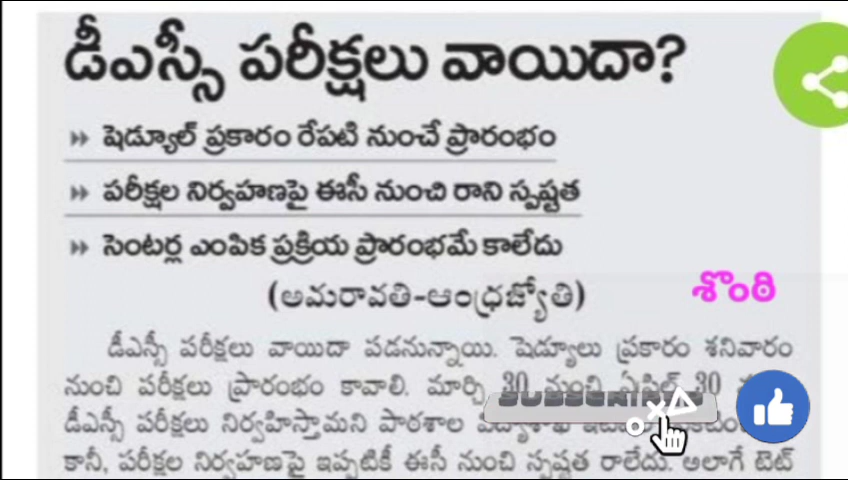 డీఎస్సీ పరీక్షలు వాయిదా?
›› షెడ్యూల్ ప్రకారం రేపటి నుంచే ప్రారంభం
›› పరీక్షల నిర్వహణపై ఈసీ నుంచి రాని స్పష్టత
›› సెంటర్ల ఎంపిక ప్రక్రియ ప్రారంభమే కాలేదు
(అమరావతి-ఆంధ్రజ్యోతి)
శొంఠి
డీఎస్సీ పరీక్షలు వాయిదా పడనున్నాయి. షెడ్యూలు ప్రకారం శనివారం
నుంచి పరీక్షలు ప్రారంభం కావాలి. మార్చి 30 నుంచి ఏప్రిల్ 30
డీఎస్సీ పరీక్షలు నిర్వహిస్తామని పాఠశాల
కానీ, పరీక్షల నిర్వహణపై ఇప్పటికీ ఈసీ నుంచి స్పష్టత రాలేదు. అలాగే టెట్